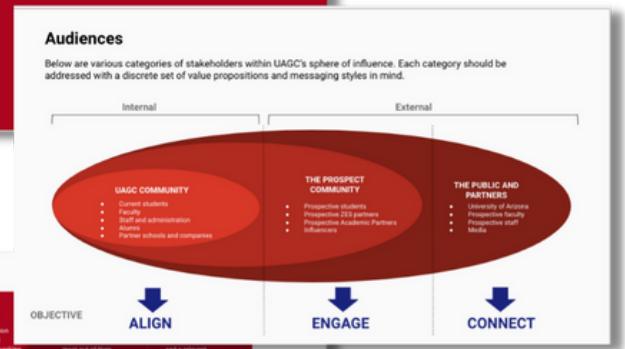 Audiences
Below are various categories of stakeholders within UAGC's sphere of influence. Each category should be
addressed with a discrete set of value propositions and messaging styles in mind.
Internal
External
UAGC COMMUNITY
Current students
Faculty
Staff and administration
Alumni
Partner schools and companies
THE PROSPECT
COMMUNITY
Prospective students
Prospective ZES partners
Prospective Academic Partners
Influencers
THE PUBLIC AND
PARTNERS
University of Arizona
Prospective faculty
Prospective staff
Media
OBJECTIVE
ALIGN
ENGAGE
CONNECT